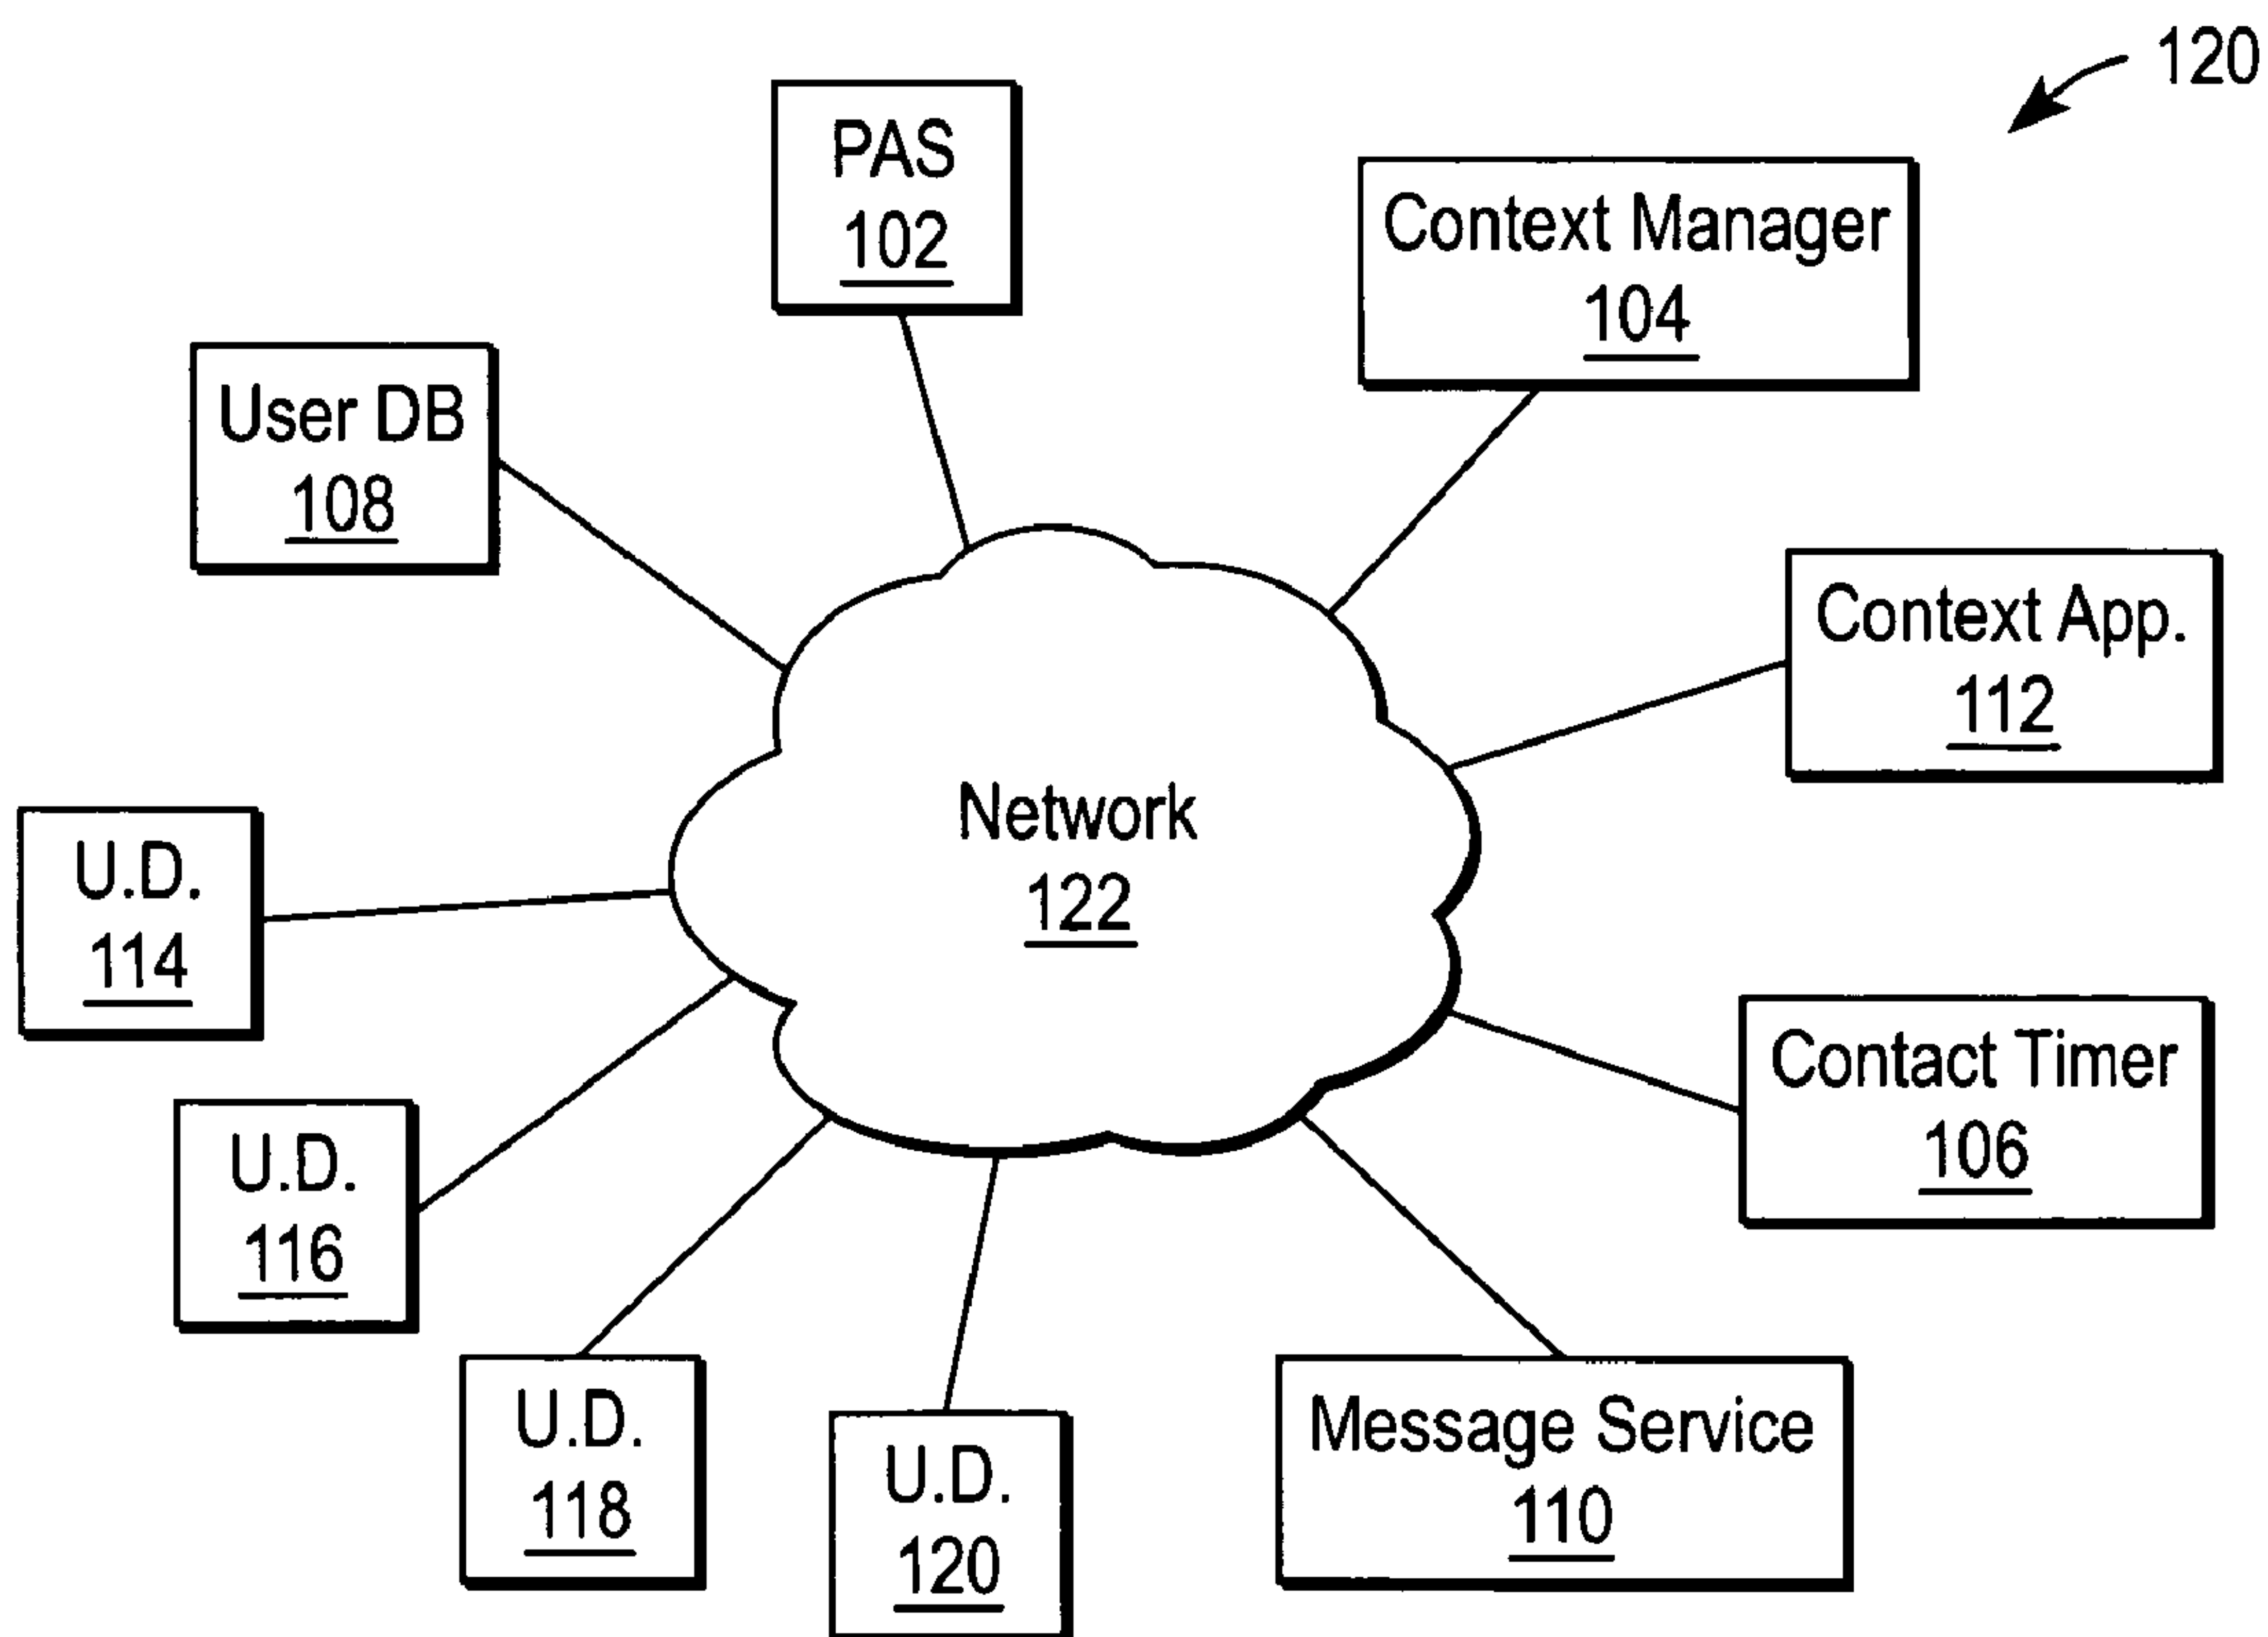 120
PAS
102
Context Manager
104
User DB
108
Context App.
112
Network
122
U.D.
114
Contact Timer
106
U.D.
116
U.D.
118
U.D.
120
Message Service
110